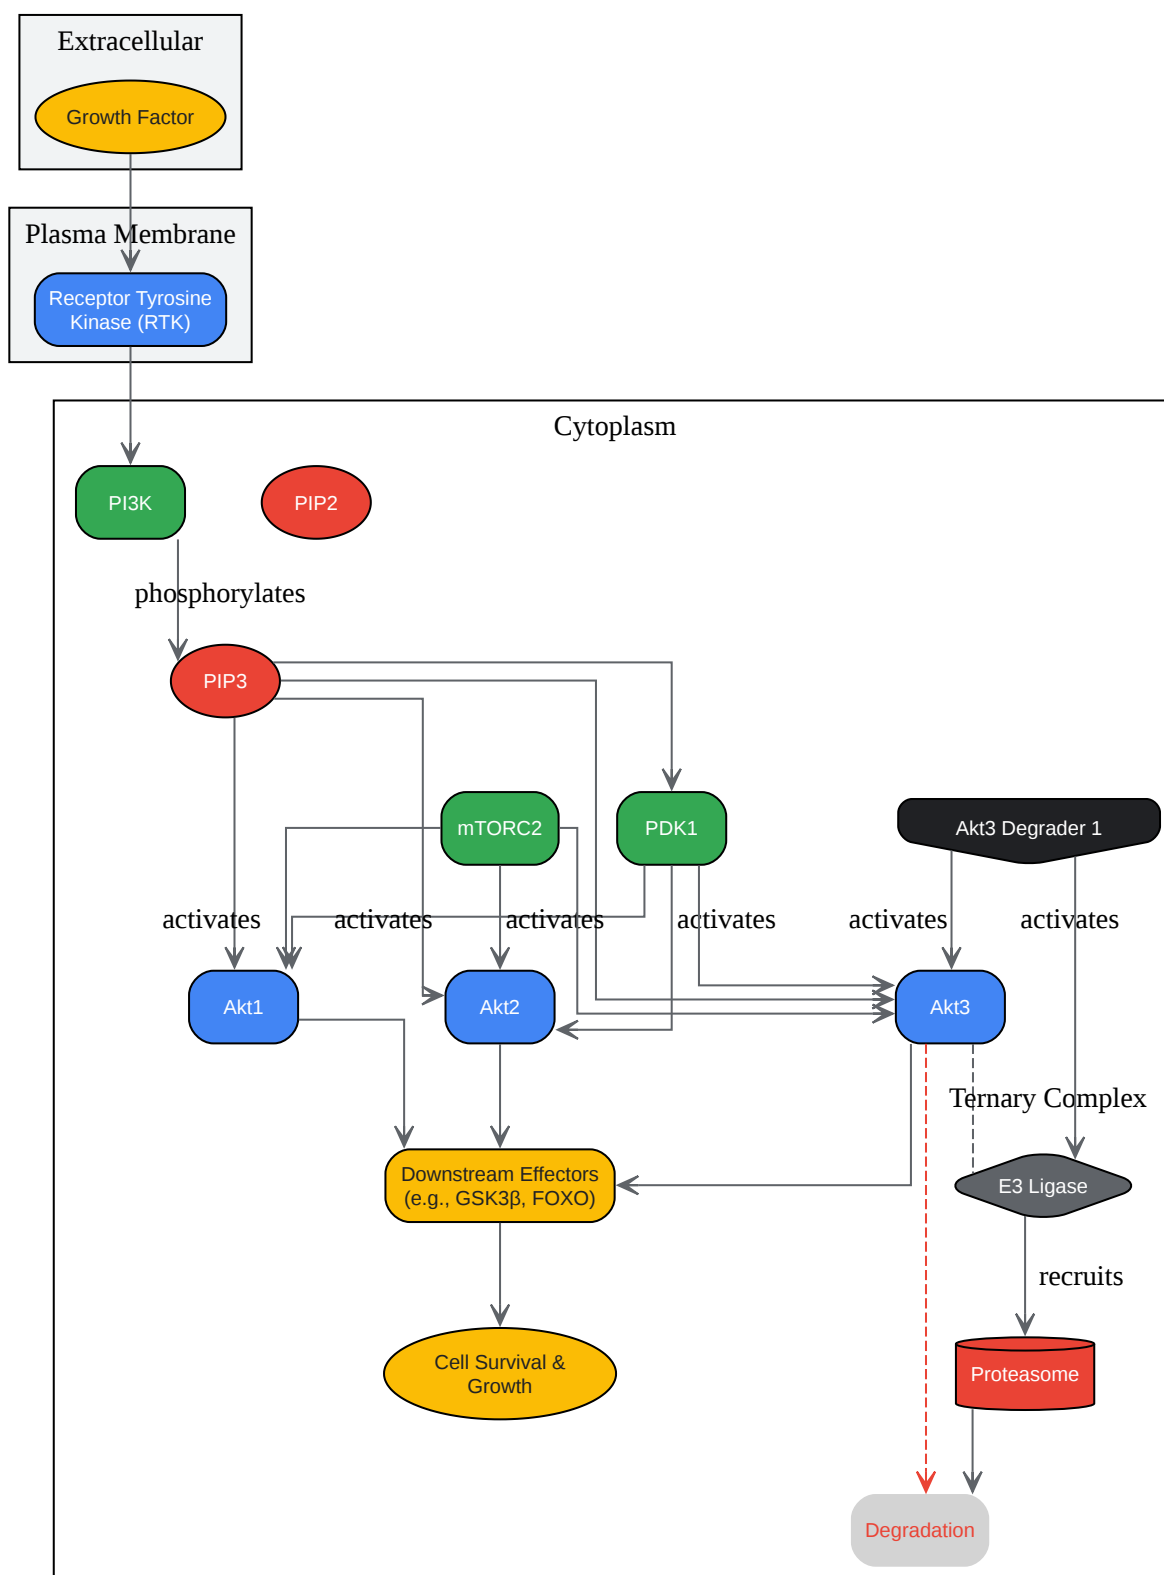 Extracellular
Growth Factor
Plasma Membrane
Receptor Tyrosine
Kinase (RTK)
Cytoplasm
PI3K
PIP2
phosphorylates
PIP3
mTORC2
PDK1
Akt3 Degrader 1
activates
activates
activates
activates
activates
activates
Akt1
Akt2
Akt3
Ternary Complex
Downstream Effectors
(e.g., GSK3β, FOXO)
E3 Ligase
recruits
Cell Survival &
Growth
Proteasome
Degradation